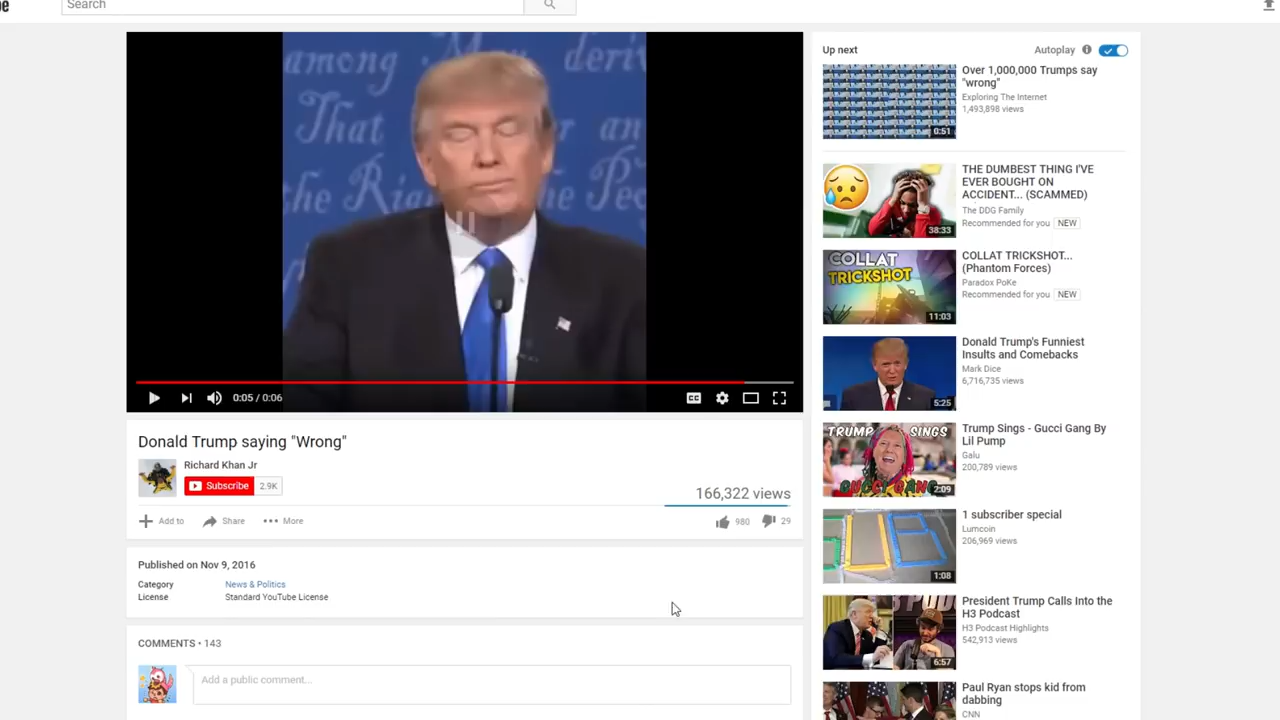 be
Search
among
deriv
That
an
Up next
Autoplay
Over 1,000,000 Trumps say
"wrong"
Exploring The Internet
1,493,898 views
0:51
THE DUMBEST THING I'VE
EVER BOUGHT ON
ACCIDENT... (SCAMMED)
The DDG Family
Recommended for you NEW
38:33
COLLAT
TRICKSHOT
COLLAT TRICKSHOT...
(Phantom Forces)
Paradox PoKe
Recommended for you NEW
11:03
Donald Trump's Funniest
Insults and Comebacks
Mark Dice
6,716,735 views
5:25
0:05 / 0:06
CC
Donald Trump saying "Wrong"
Richard Khan Jr
Subscribe 2.9K
166,322 views
Add to
Share
More
980
29
TRUMP SINGS
GUCCI GANG
2:09
Trump Sings - Gucci Gang By
Lil Pump
Galu
200,789 views
SUB
1:08
1 subscriber special
Lumcoin
206,969 views
Published on Nov 9, 2016
Category News & Politics
License Standard YouTube License
President Trump Calls Into the
H3 Podcast
H3 Podcast Highlights
542,913 views
6:57
COMMENTS • 143
Add a public comment...
Paul Ryan stops kid from
dabbing
CNN